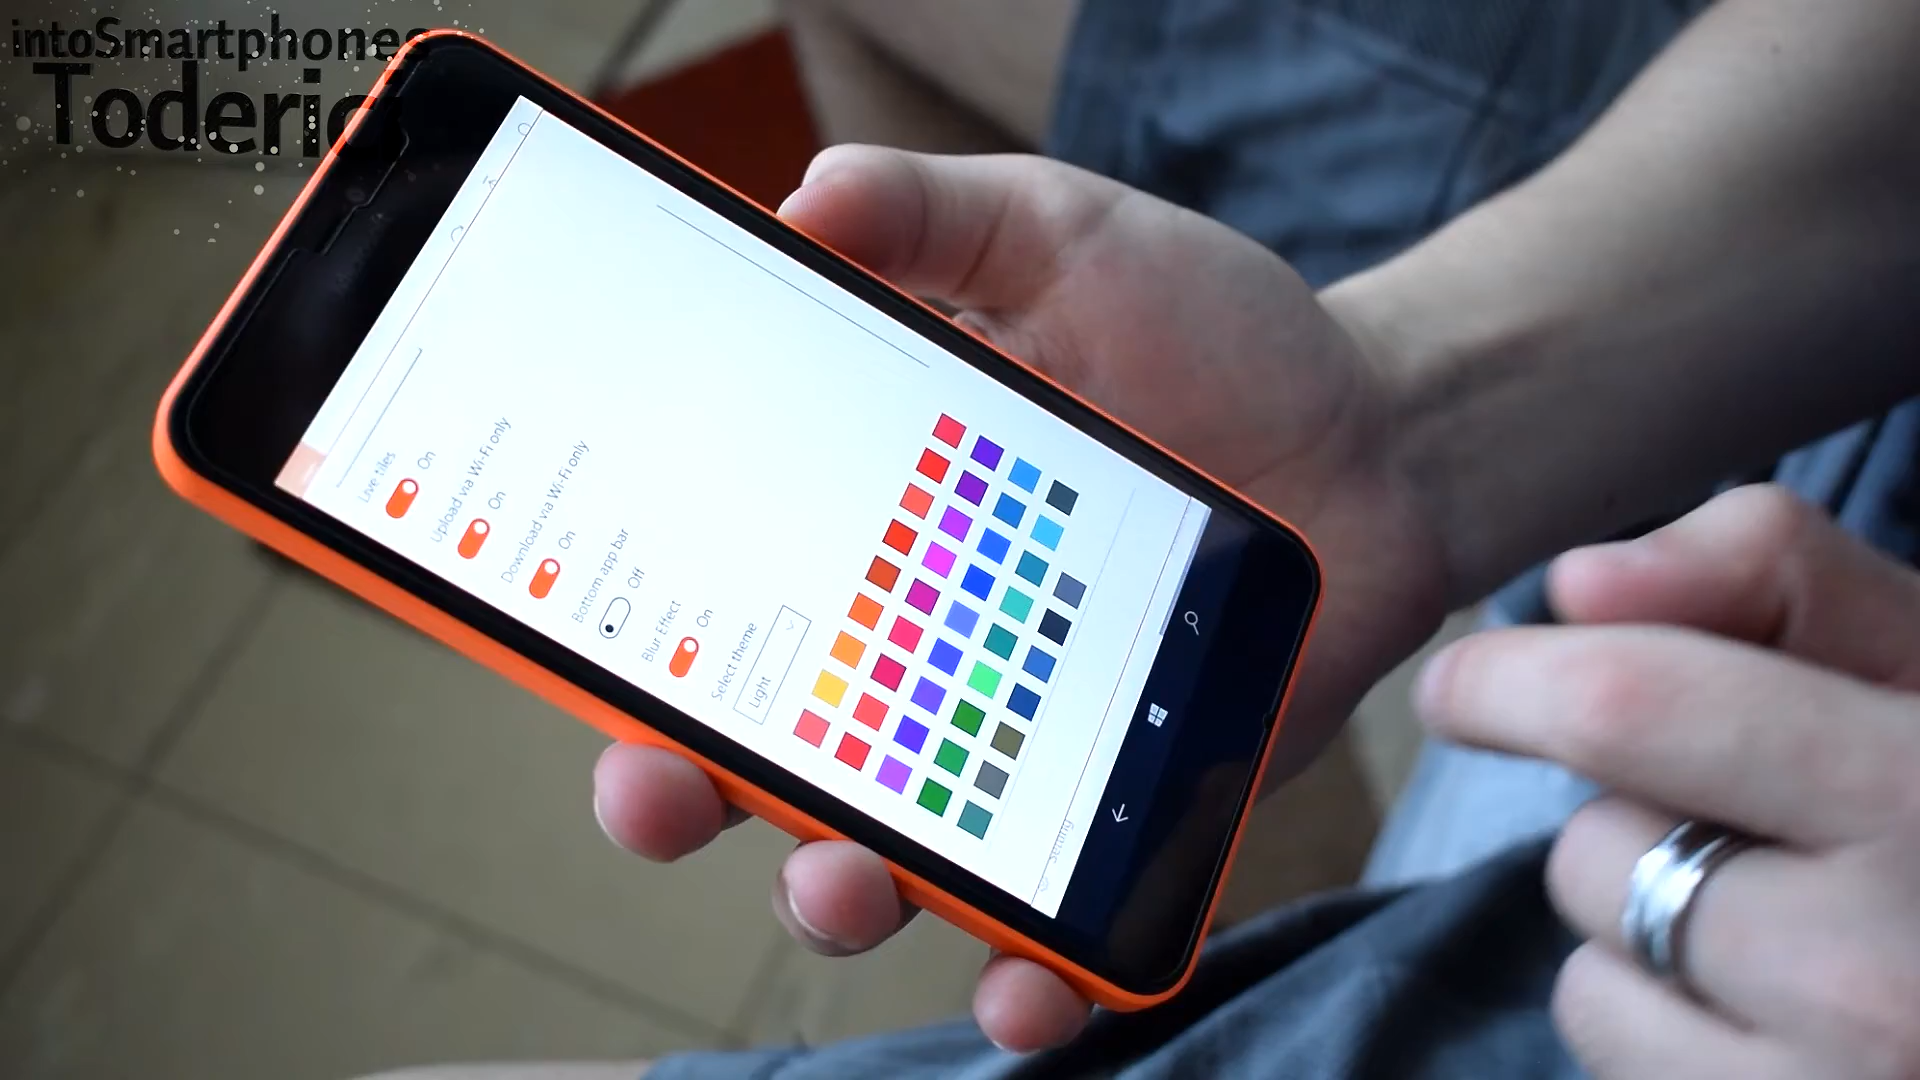 intoSmartphones
Toderic
Live tiles
On
Upload via Wi-Fi only
On
Download via Wi-Fi only
On
Bottom app bar
Off
Blur Effect
On
Select theme
Light
Setting